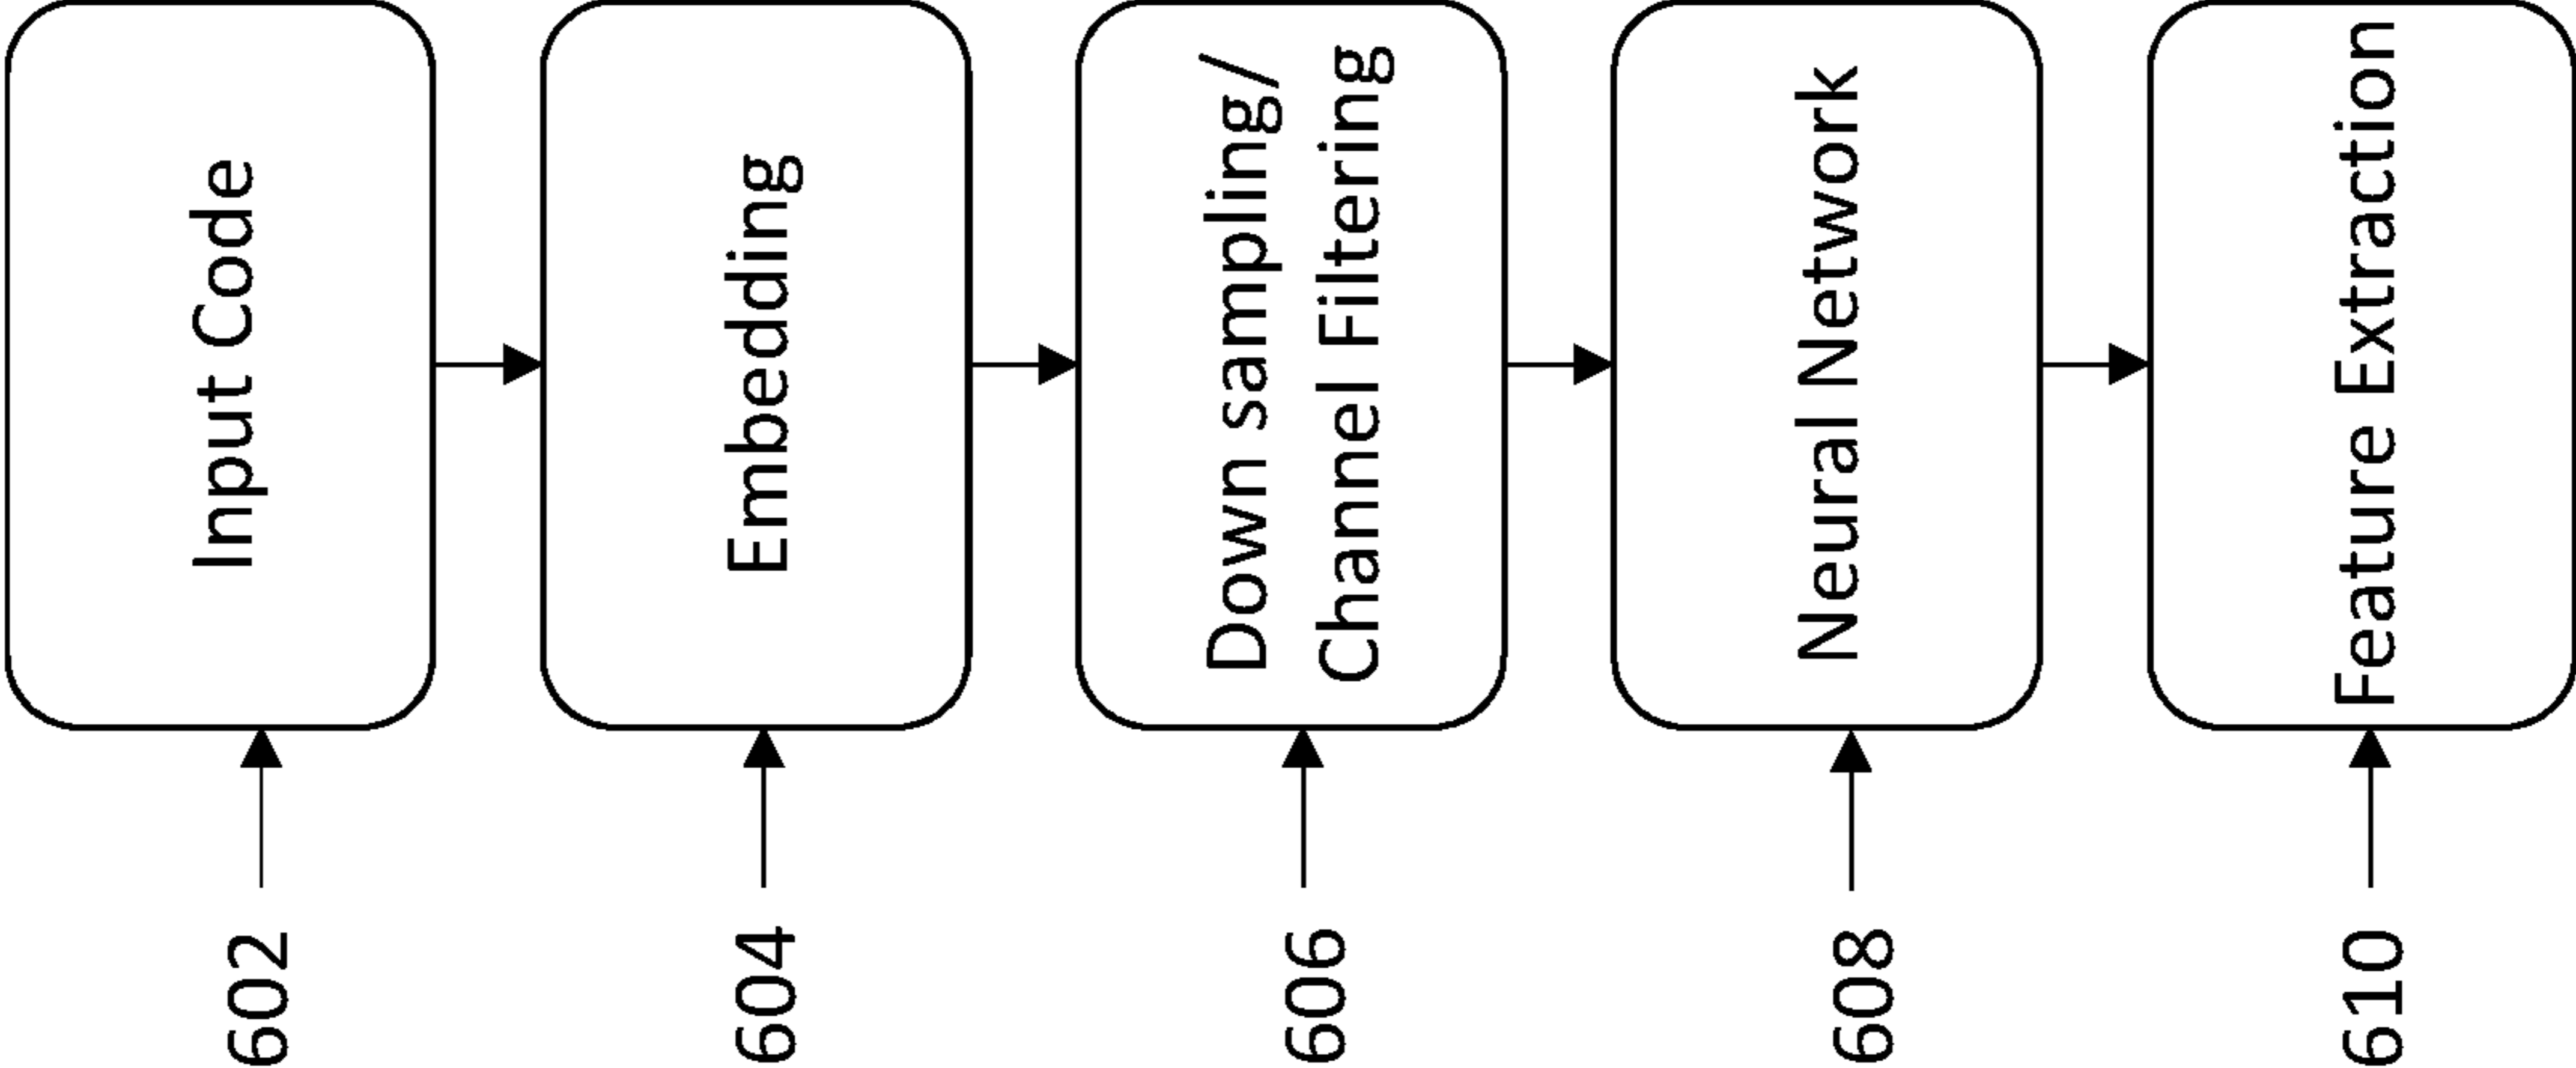 602
Input Code
604
Embedding
606
Down sampling/
Channel Filtering
608
Neural Network
610
Feature Extraction